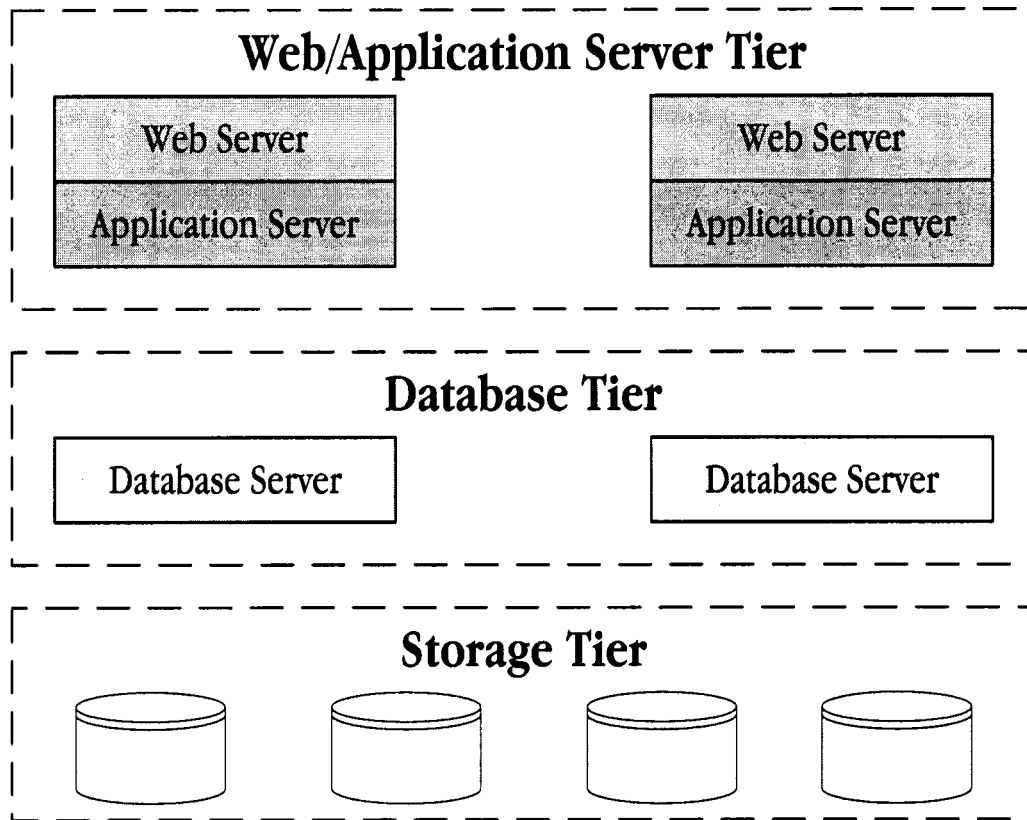 Web/Application Server Tier
Web Server
Web Server
Application Server
Application Server
Database Tier
Database Server
Database Server
Storage Tier